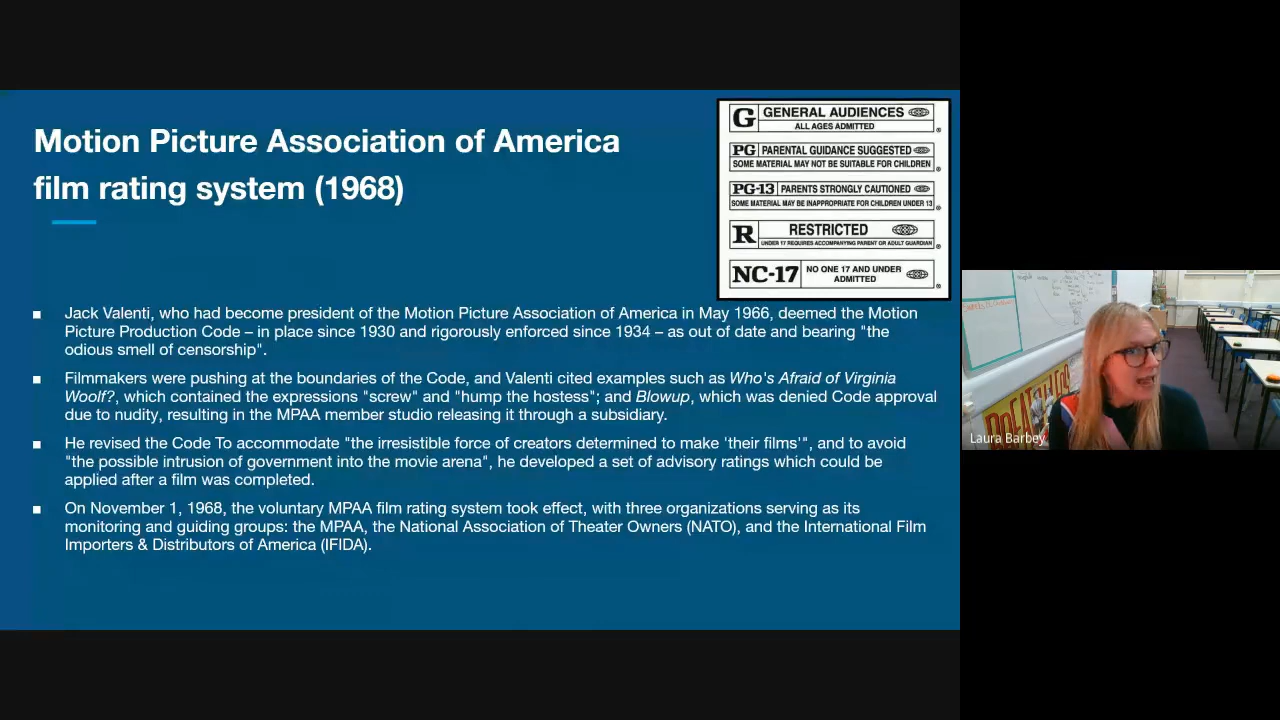 Motion Picture Association of America
film rating system (1968)
G GENERAL AUDIENCES
ALL AGES ADMITTED
®
PG PARENTAL GUIDANCE SUGGESTED
SOME MATERIAL MAY NOT BE SUITABLE FOR CHILDREN
®
PG-13 PARENTS STRONGLY CAUTIONED
SOME MATERIAL MAY BE INAPPROPRIATE FOR CHILDREN UNDER 13
®
R RESTRICTED
UNDER 17 REQUIRES ACCOMPANYING PARENT OR ADULT GUARDIAN
®
NC-17 NO ONE 17 AND UNDER
ADMITTED
®
▪ Jack Valenti, who had become president of the Motion Picture Association of America in May 1966, deemed the Motion
Picture Production Code – in place since 1930 and rigorously enforced since 1934 – as out of date and bearing "the
odious smell of censorship".
▪ Filmmakers were pushing at the boundaries of the Code, and Valenti cited examples such as Who's Afraid of Virginia
Woolf?, which contained the expressions "screw" and "hump the hostess"; and Blowup, which was denied Code approval
due to nudity, resulting in the MPAA member studio releasing it through a subsidiary.
▪ He revised the Code To accommodate "the irresistible force of creators determined to make 'their films'", and to avoid
"the possible intrusion of government into the movie arena", he developed a set of advisory ratings which could be
applied after a film was completed.
▪ On November 1, 1968, the voluntary MPAA film rating system took effect, with three organizations serving as its
monitoring and guiding groups: the MPAA, the National Association of Theater Owners (NATO), and the International Film
Importers & Distributors of America (IFIDA).
Laura Barbey